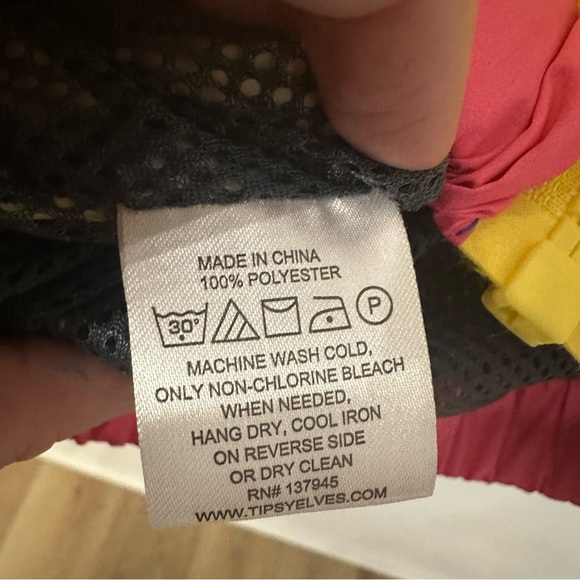 MADE IN CHINA
100% POLYESTER
30° P
MACHINE WASH COLD,
ONLY NON-CHLORINE BLEACH
WHEN NEEDED,
HANG DRY, COOL IRON
ON REVERSE SIDE
OR DRY CLEAN
RN# 137945
WWW.TIPSYELVES.COM